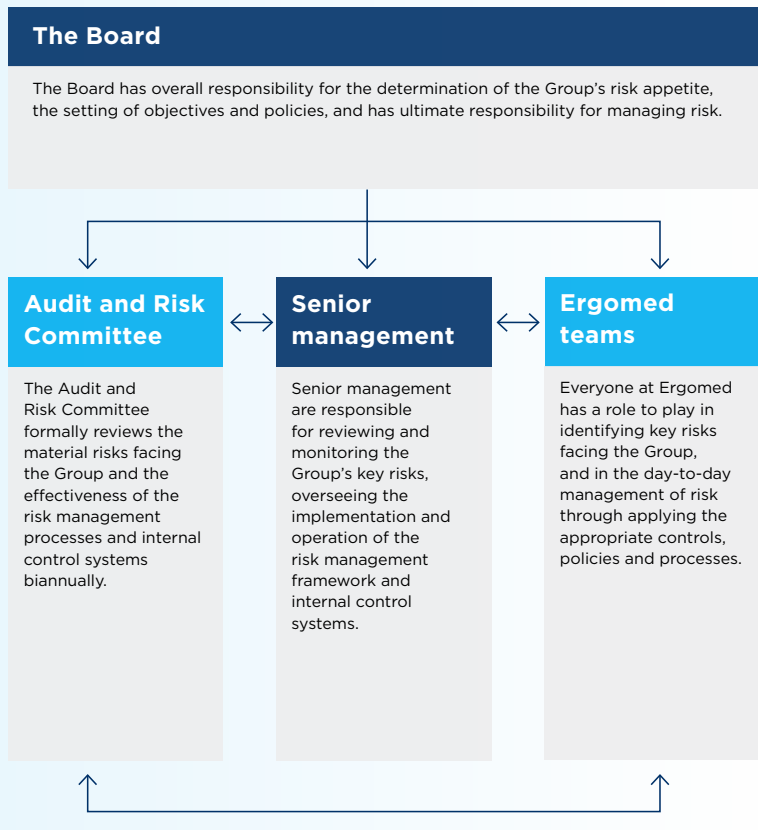 The Board
The Board has overall responsibility for the determination of the Group’s risk appetite,
the setting of objectives and policies, and has ultimate responsibility for managing risk.
Audit and Risk
Committee
The Audit and
Risk Committee
formally reviews the
material risks facing
the Group and the
effectiveness of the
risk management
processes and internal
control systems
biannually.
Senior
management
Senior management
are responsible
for reviewing and
monitoring the
Group’s key risks,
overseeing the
implementation and
operation of the
risk management
framework and
internal control
systems.
Ergomed
teams
Everyone at Ergomed
has a role to play in
identifying key risks
facing the Group,
and in the day-to-day
management of risk
through applying the
appropriate controls,
policies and processes.